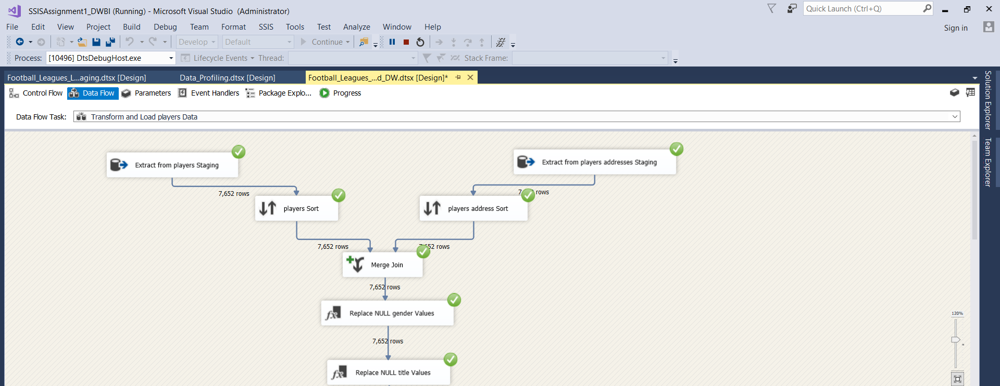 SSISAssignment1_DWBI (Running) - Microsoft Visual Studio (Administrator)
Quick Launch (Ctrl+Q)
File Edit View Project Build Debug Team Format SSIS Tools Test Analyze Window Help
Sign in
Develop Default Continue
Process: [10496] DtsDebugHost.exe Lifecycle Events Thread: Stack Frame:
Football_Leagues_L...aging.dtsx [Design] Data_Profiling.dtsx [Design] Football_Leagues_...d_DW.dtsx [Design]*
Control Flow Data Flow Parameters Event Handlers Package Explo... Progress
Data Flow Task: Transform and Load players Data
Solution Explorer
Team Explorer
Extract from players Staging
Extract from players addresses Staging
7,652 rows
rows
players Sort
players address Sort
7,652 rows
7,652 rows
Merge Join
7,652 rows
Replace NULL gender Values
7,652 rows
Replace NULL title Values
120%